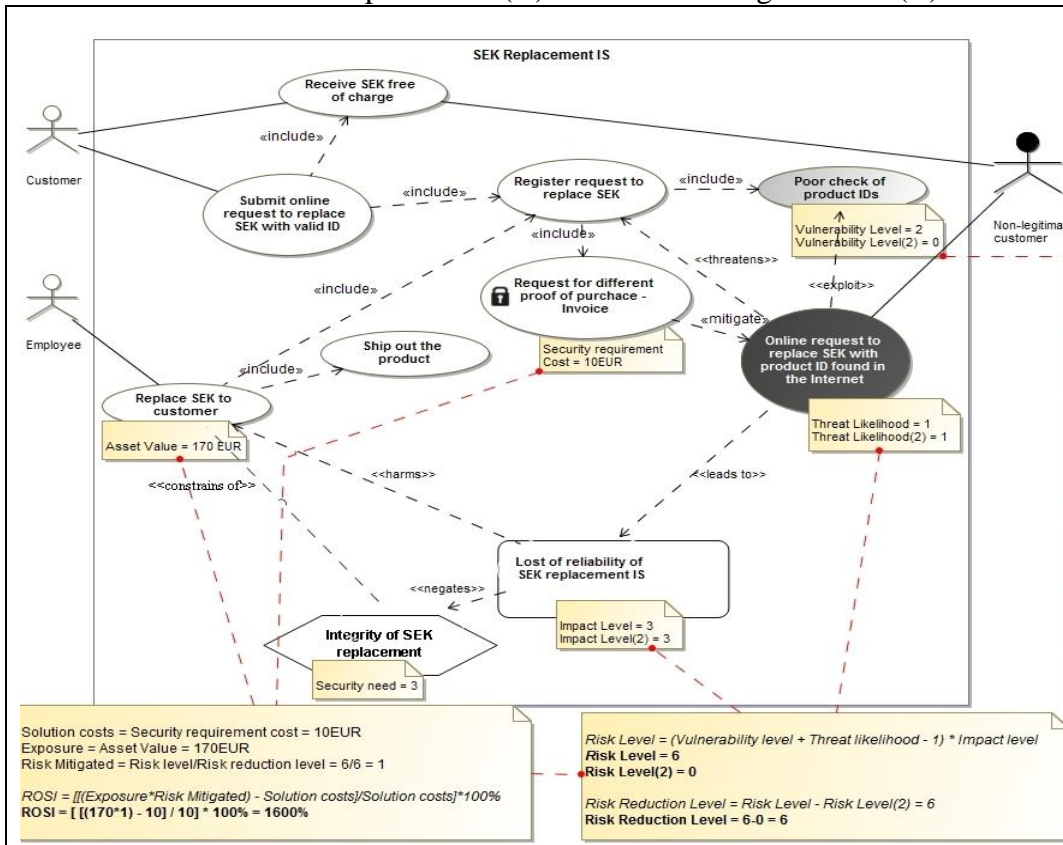 SEK Replacement IS
Receive SEK free
of charge
Customer
«include»
Submit online
request to replace
SEK with valid ID
«include»
Register request to
replace SEK
«include»
Poor check of
product IDs
Vulnerability Level = 2
Vulnerability Level(2) = 0
customer
«include»
<<threatens>>
<<exploit>>
Request for different
proof of purchace -
Invoice
«mitigate»
Security requirement
Cost = 10EUR
Online request to
replace SEK with
product ID found in
the Internet
Threat Likelihood = 1
Threat Likelihood(2) = 1
Employee
«include»
Ship out the
product
«include»
Replace SEK to
customer
Asset Value = 170 EUR
<<constrains of>>
<<harms>>
<<leads to>>
Lost of reliability of
SEK replacement IS
<<negates>>
Impact Level = 3
Impact Level(2) = 3
Integrity of SEK
replacement
Security need = 3
Solution costs = Security requirement cost = 10EUR
Exposure = Asset Value = 170EUR
Risk Mitigated = Risk level/Risk reduction level = 6/6 = 1
ROSI = [[(Exposure*Risk Mitigated) - Solution costs]/Solution costs]*100%
ROSI = [ [(170*1) - 10] / 10] * 100% = 1600%
Risk Level = (Vulnerability level + Threat likelihood - 1) * Impact level
Risk Level = 6
Risk Level(2) = 0
Risk Reduction Level = Risk Level - Risk Level(2) = 6
Risk Reduction Level = 6-0 = 6